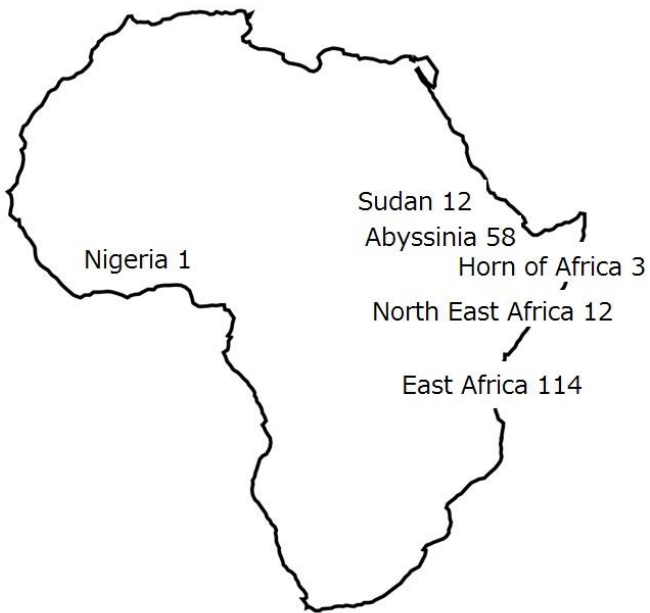 Sudan 12
Abyssinia 58
Nigeria 1
Horn of Africa 3
North East Africa 12
East Africa 114